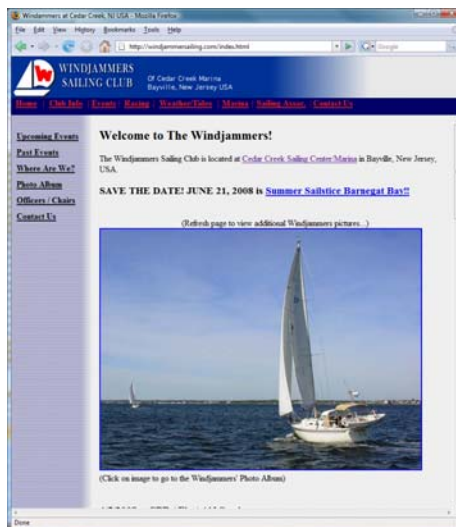 Windjammers at Cedar Creek, NJ USA - Mozilla Firefox
File Edit View History Bookmarks Tools Help
http://windjammersailing.com/index.html
Google
WINDJAMMERS
SAILING CLUB
Of Cedar Creek Marina
Bayville, New Jersey USA
Home | Club Info | Events | Racing | Weather/Tides | Marina | Sailing Assoc. | Contact Us
Upcoming Events
Past Events
Where Are We?
Photo Album
Officers / Chairs
Contact Us
Welcome to The Windjammers!
The Windjammers Sailing Club is located at Cedar Creek Sailing Center/Marina in Bayville, New Jersey,
USA.
SAVE THE DATE! JUNE 21, 2008 is Summer Sailstice Barnegat Bay!!
(Refresh page to view additional Windjammers pictures...)
(Click on image to go to the Windjammers' Photo Album)
Done